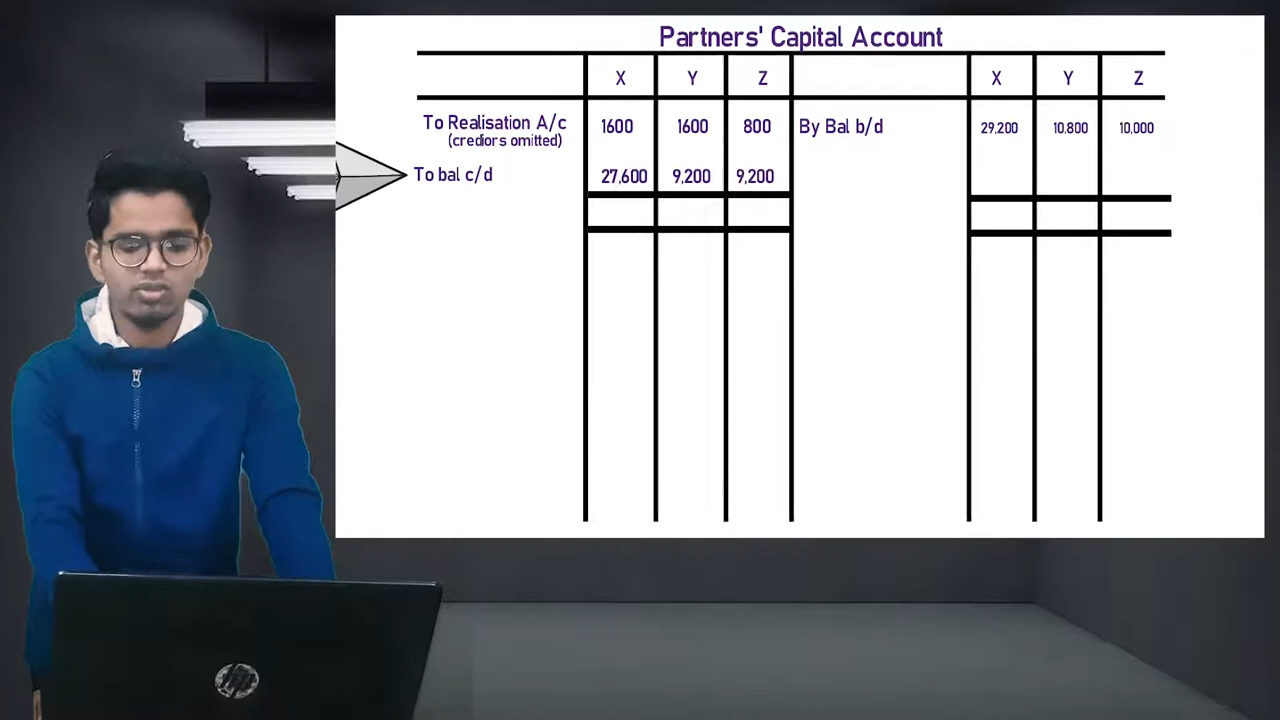 Partners' Capital Account
X Y Z X Y Z
To Realisation A/c 1600 1600 800 By Bal b/d 29,200 10,800 10,000
(crediors omitted)
To bal c/d 27,600 9,200 9,200
hp